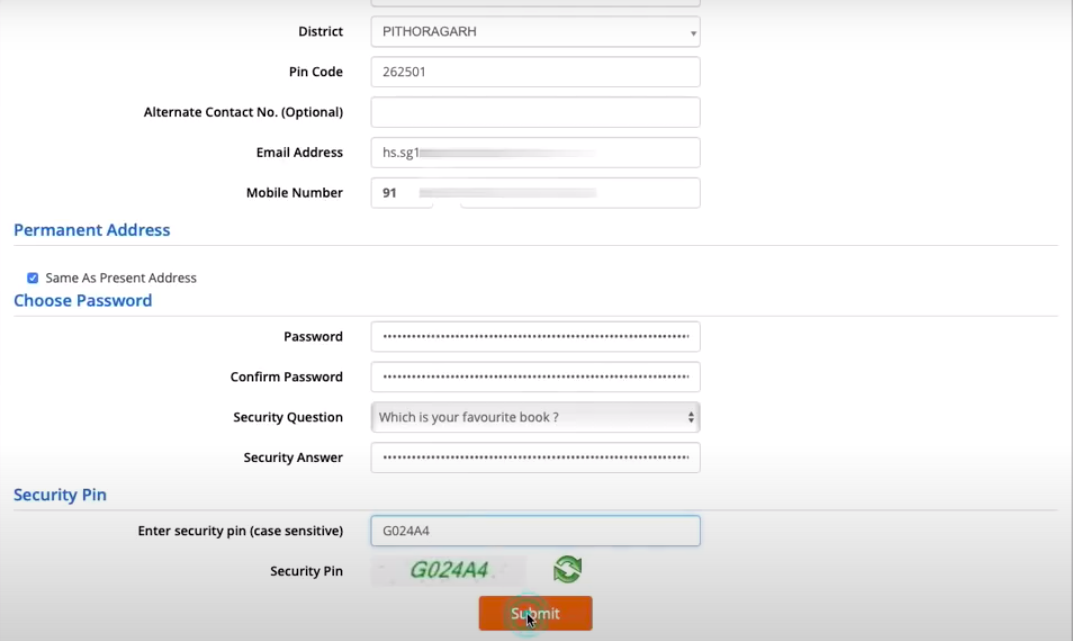 District PITHORAGARH
Pin Code 262501
Alternate Contact No. (Optional)
Email Address hs.sg1
Mobile Number 91
Permanent Address
Same As Present Address
Choose Password
Password
Confirm Password
Security Question Which is your favourite book ?
Security Answer
Security Pin
Enter security pin (case sensitive) G024A4
Security Pin G024A4
Submit